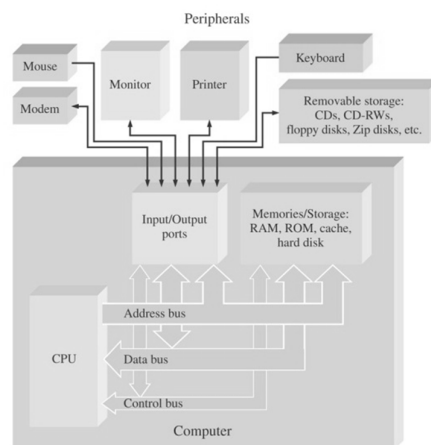 Peripherals
Mouse
Modem
Monitor
Printer
Keyboard
Removable storage:
CDs, CD-RWs,
floppy disks, Zip disks, etc.
Input/Output
ports
Memories/Storage:
RAM, ROM, cache,
hard disk
CPU
Address bus
Data bus
Control bus
Computer